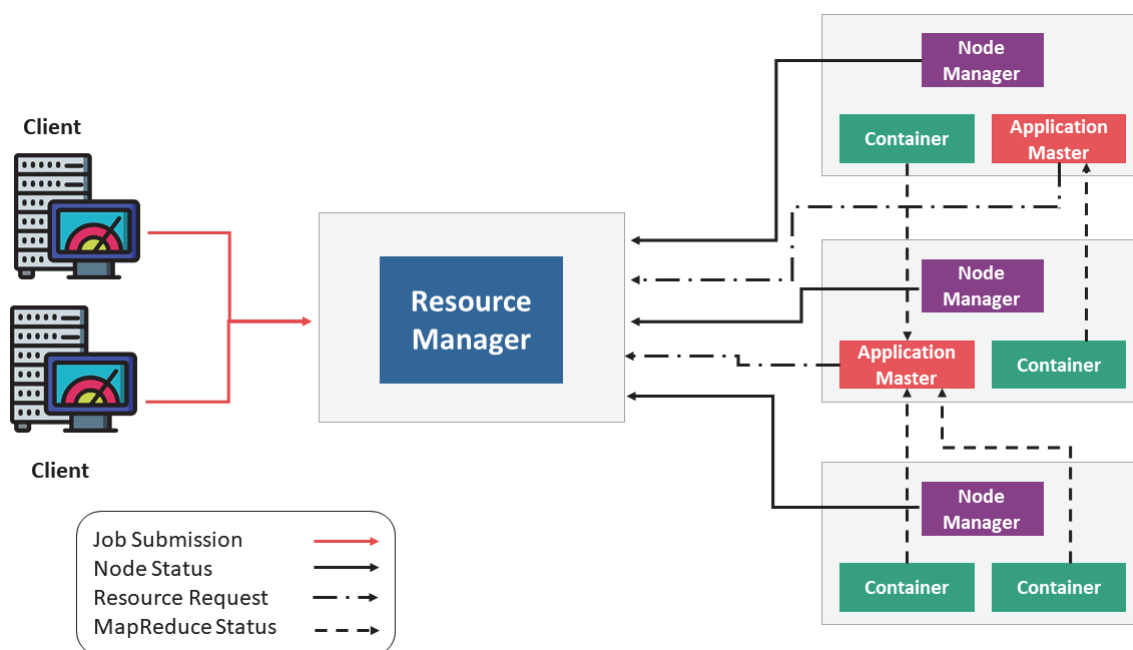 Client
Client
Job Submission
Node Status
Resource Request
MapReduce Status
Resource
Manager
Node
Manager
Container
Application
Master
Node
Manager
Application
Master
Container
Node
Manager
Container
Container